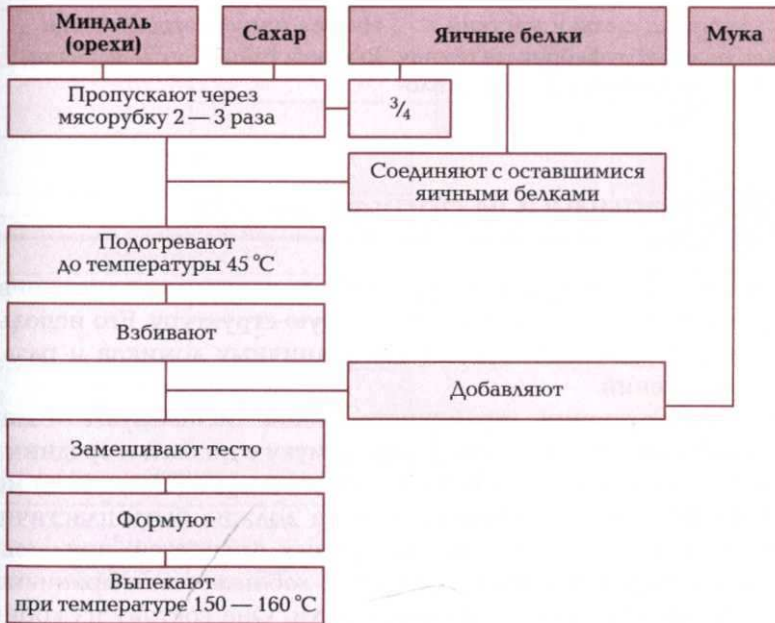 Миндаль
(орехи)
Сахар
Яичные белки
Мука
Пропускают через
мясорубку 2 — 3 раза
3/4
Соединяют с оставшимися
яичными белками
Подогревают
до температуры 45 °C
Взбивают
Добавляют
Замешивают тесто
Формуют
Выпекают
при температуре 150 — 160 °C